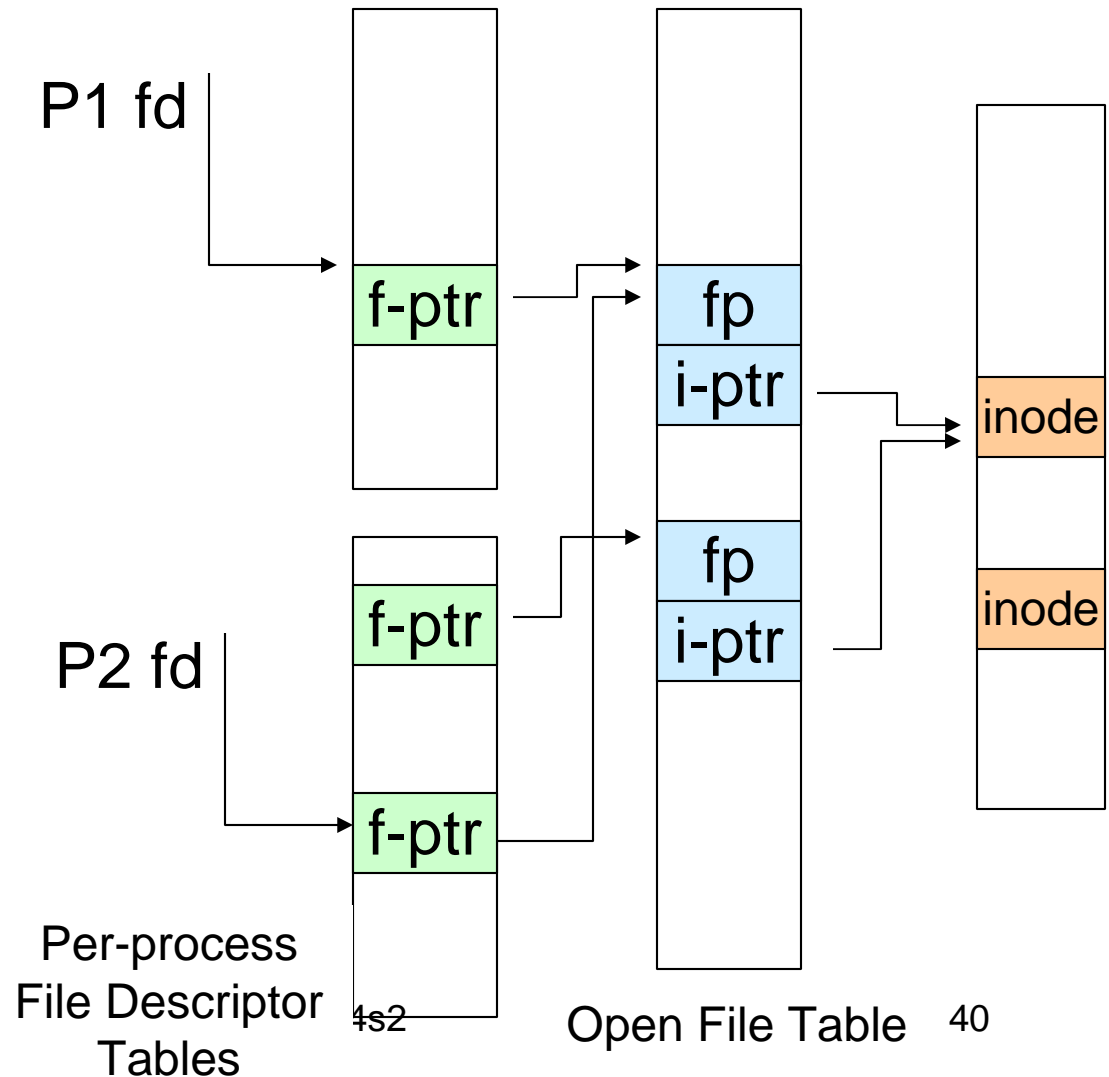 P1 fd
f-ptr
fp
i-ptr
inode
f-ptr
fp
i-ptr
inode
P2 fd
f-ptr
Per-process
File Descriptor
Tables
4s2
Open File Table
40